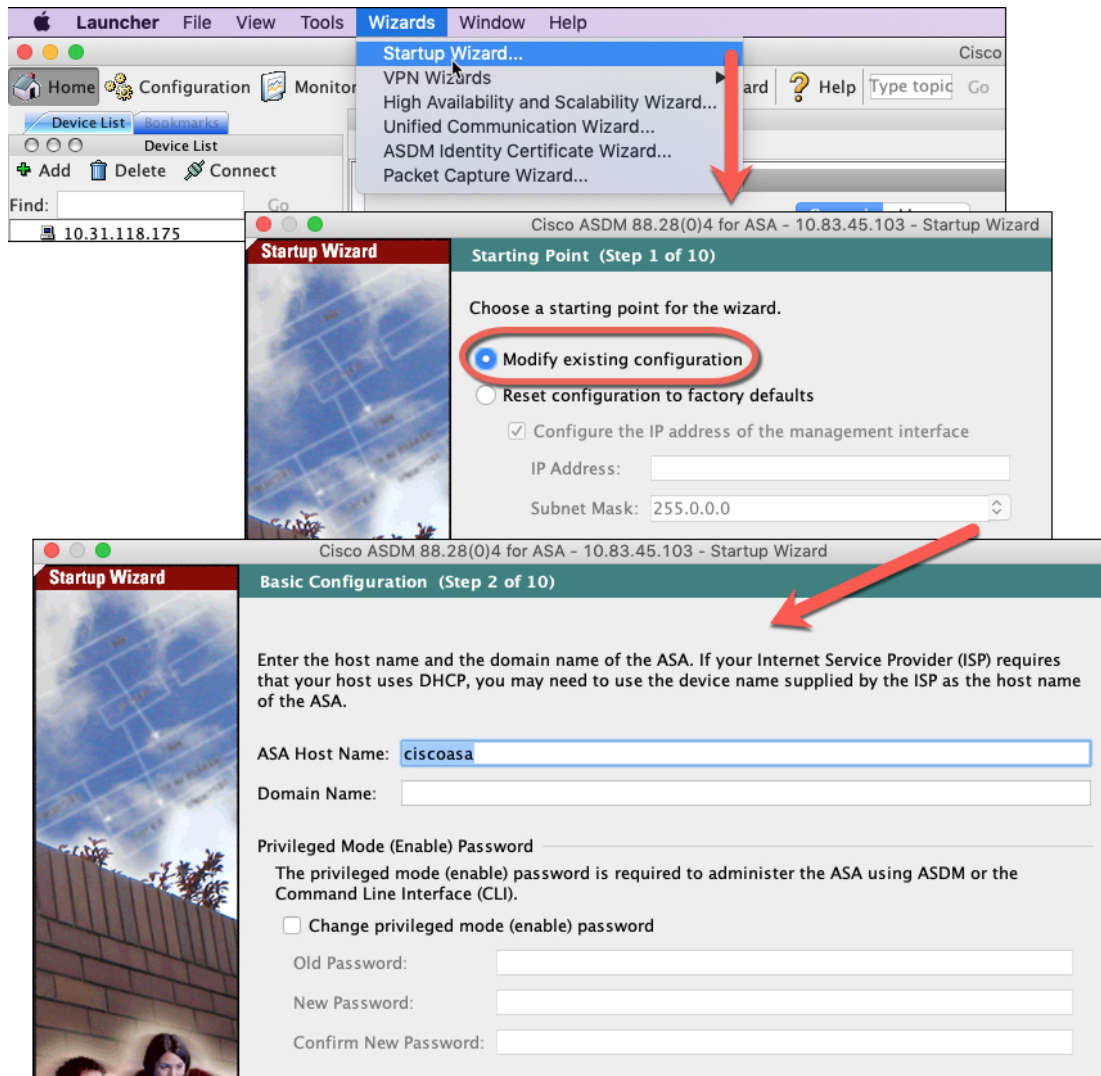 Launcher File View Tools Wizards Window Help
Startup Wizard...
Cisco
Home Configuration Monitor
VPN Wizards
ard Help Type topic Go
High Availability and Scalability Wizard...
Device List Bookmarks
Unified Communication Wizard...
Device List
ASDM Identity Certificate Wizard...
Add Delete Connect
Packet Capture Wizard...
Find: Go
10.31.118.175
Cisco ASDM 88.28(0)4 for ASA - 10.83.45.103 - Startup Wizard
Startup Wizard
Starting Point (Step 1 of 10)
Choose a starting point for the wizard.
Modify existing configuration
Reset configuration to factory defaults
Configure the IP address of the management interface
IP Address:
Subnet Mask: 255.0.0.0
Cisco ASDM 88.28(0)4 for ASA - 10.83.45.103 - Startup Wizard
Startup Wizard
Basic Configuration (Step 2 of 10)
Enter the host name and the domain name of the ASA. If your Internet Service Provider (ISP) requires
that your host uses DHCP, you may need to use the device name supplied by the ISP as the host name
of the ASA.
ASA Host Name: ciscoasa
Domain Name:
Privileged Mode (Enable) Password
The privileged mode (enable) password is required to administer the ASA using ASDM or the
Command Line Interface (CLI).
Change privileged mode (enable) password
Old Password:
New Password:
Confirm New Password: